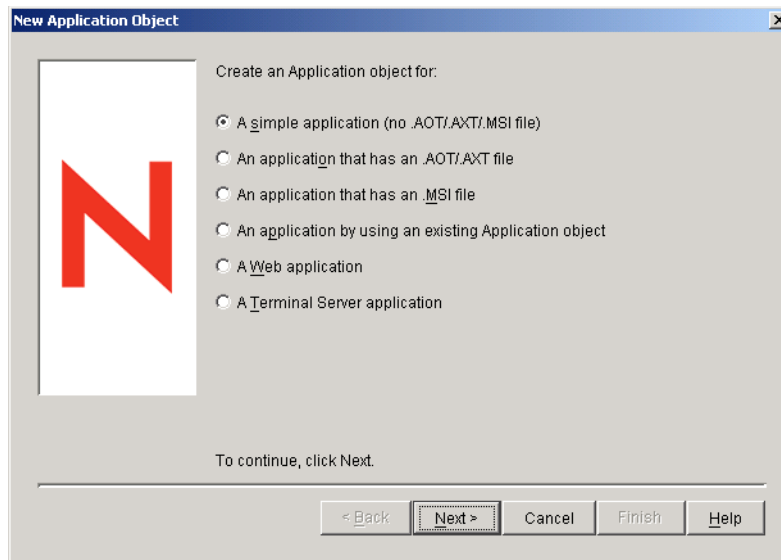 New Application Object
Create an Application object for:
A simple application (no .AOT/.AXT/.MSI file)
An application that has an .AOT/.AXT file
An application that has an .MSI file
An application by using an existing Application object
A Web application
A Terminal Server application
To continue, click Next.
< Back Next > Cancel Finish Help